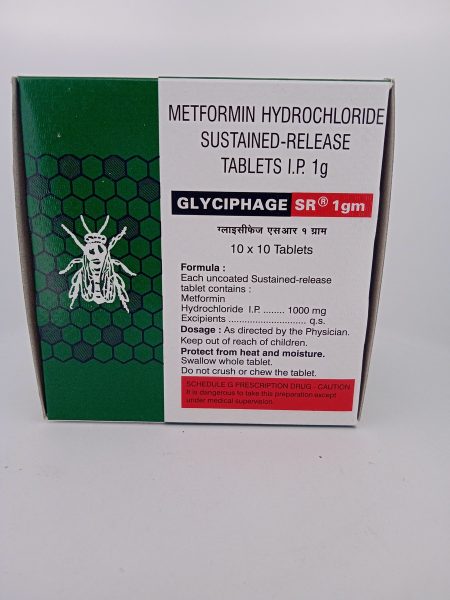 METFORMIN HYDROCHLORIDE
SUSTAINED-RELEASE
TABLETS I.P. 1g
GLYCIPHAGE SR® 1gm
ग्लाइसीफेज एसआर १ ग्राम
10 x 10 Tablets
Formula :
Each uncoated Sustained-release
tablet contains :
Metformin
Hydrochloride I.P. ........ 1000 mg
Excipients ............................. q.s.
Dosage : As directed by the Physician.
Keep out of reach of children.
Protect from heat and moisture.
Swallow whole tablet.
Do not crush or chew the tablet.
SCHEDULE G PRESCRIPTION DRUG - CAUTION
It is dangerous to take this preparation except
under medical supervision.